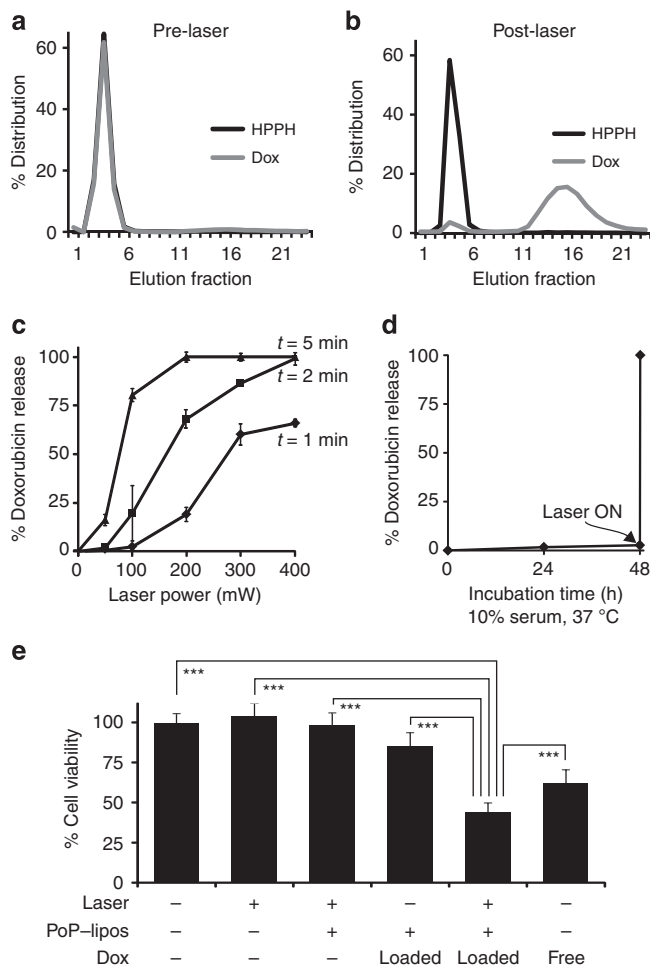 a
Pre-laser
% Distribution
60
40
20
0
HPPH
Dox
1 6 11 16 21
Elution fraction
b
Post-laser
% Distribution
60
40
20
0
HPPH
Dox
1 6 11 16 21
Elution fraction
c
% Doxorubicin release
100
75
50
25
0
t = 5 min
t = 2 min
t = 1 min
0 100 200 300 400
Laser power (mW)
d
% Doxorubicin release
100
75
50
25
0
Laser ON
0 24 48
Incubation time (h)
10% serum, 37 °C
e
% Cell viability
100
75
50
25
0
***
***
***
***
***
Laser – + + – + –
PoP–lipos – – + + + –
Dox – – – Loaded Loaded Free